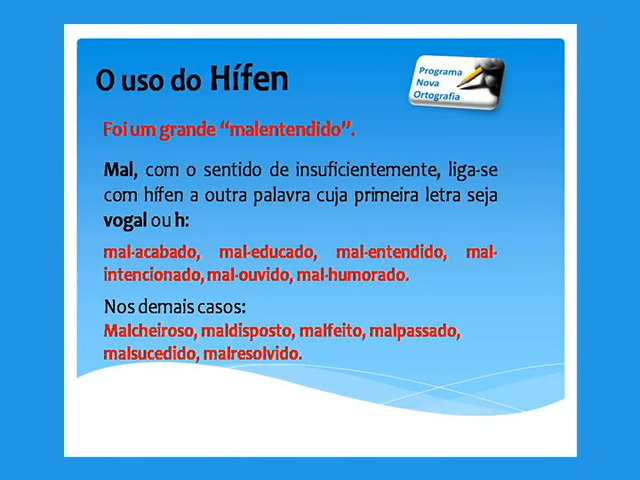 O uso do Hífen
Programa
Nova
Ortografia
Foi um grande “malentendido”.
Mal, com o sentido de insuficientemente, liga-se
com hífen a outra palavra cuja primeira letra seja
vogal ou h:
mal-acabado, mal-educado, mal-entendido, mal-
intencionado, mal-ouvido, mal-humorado.
Nos demais casos:
Malcheiroso, maldisposto, malfeito, malpassado,
malsucedido, malresolvido.